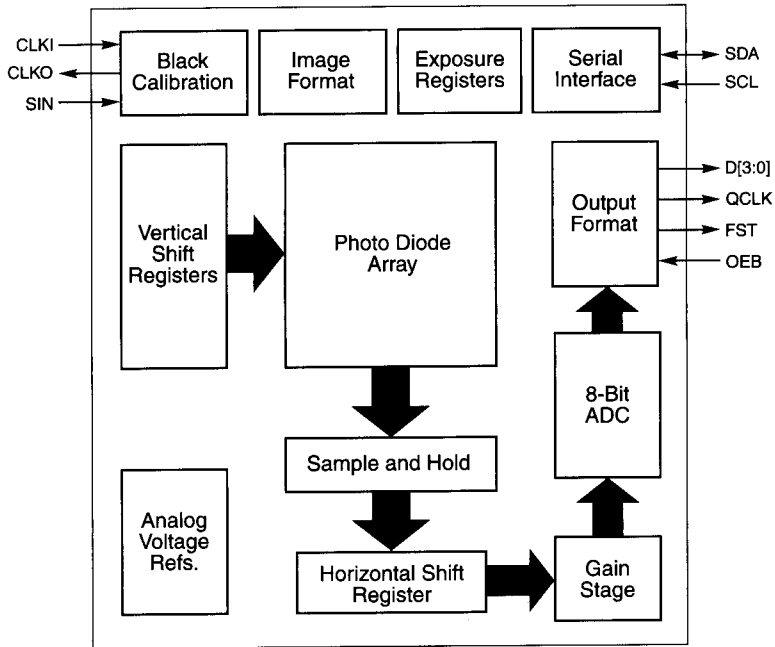 CLKI
CLKO
SIN
Black
Calibration
Image
Format
Exposure
Registers
Serial
Interface
SDA
SCL
Vertical
Shift
Registers
Photo Diode
Array
Output
Format
D[3:0]
QCLK
FST
OEB
8-Bit
ADC
Sample and Hold
Analog
Voltage
Refs.
Horizontal Shift
Register
Gain
Stage